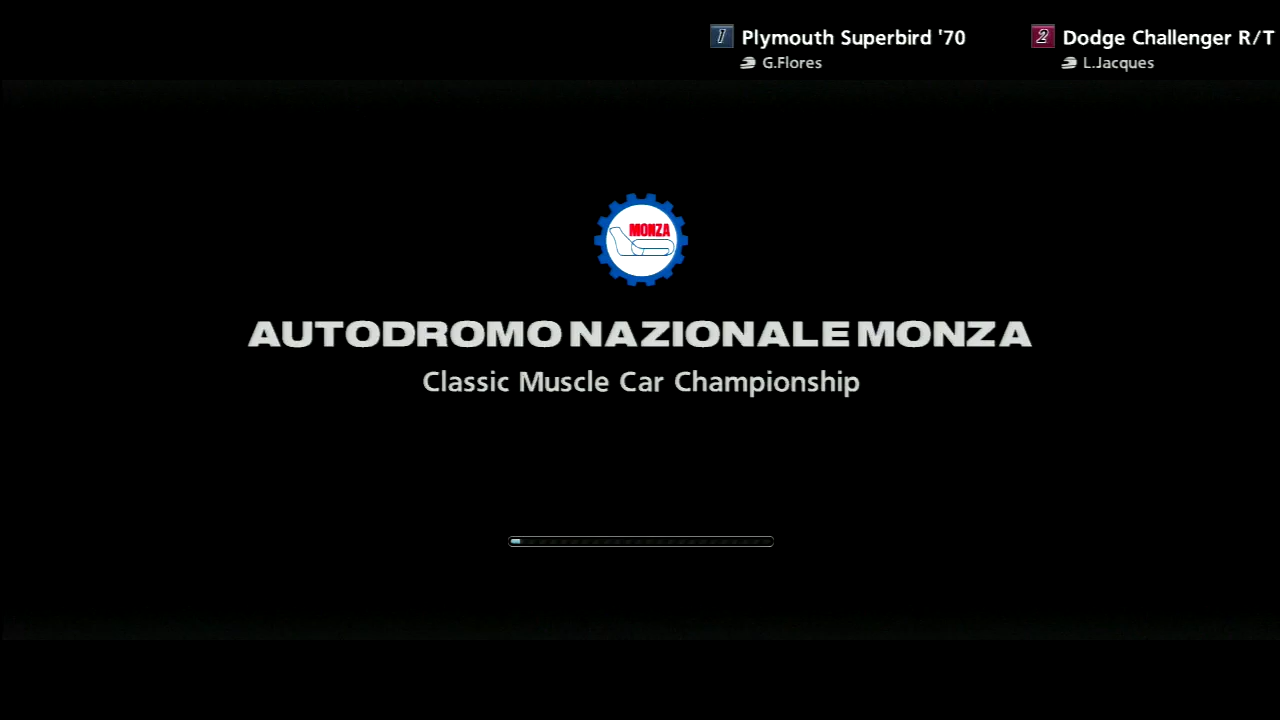 1 Plymouth Superbird '70
G.Flores
2 Dodge Challenger R/T
L.Jacques
MONZA
AUTODROMO NAZIONALE MONZA
Classic Muscle Car Championship